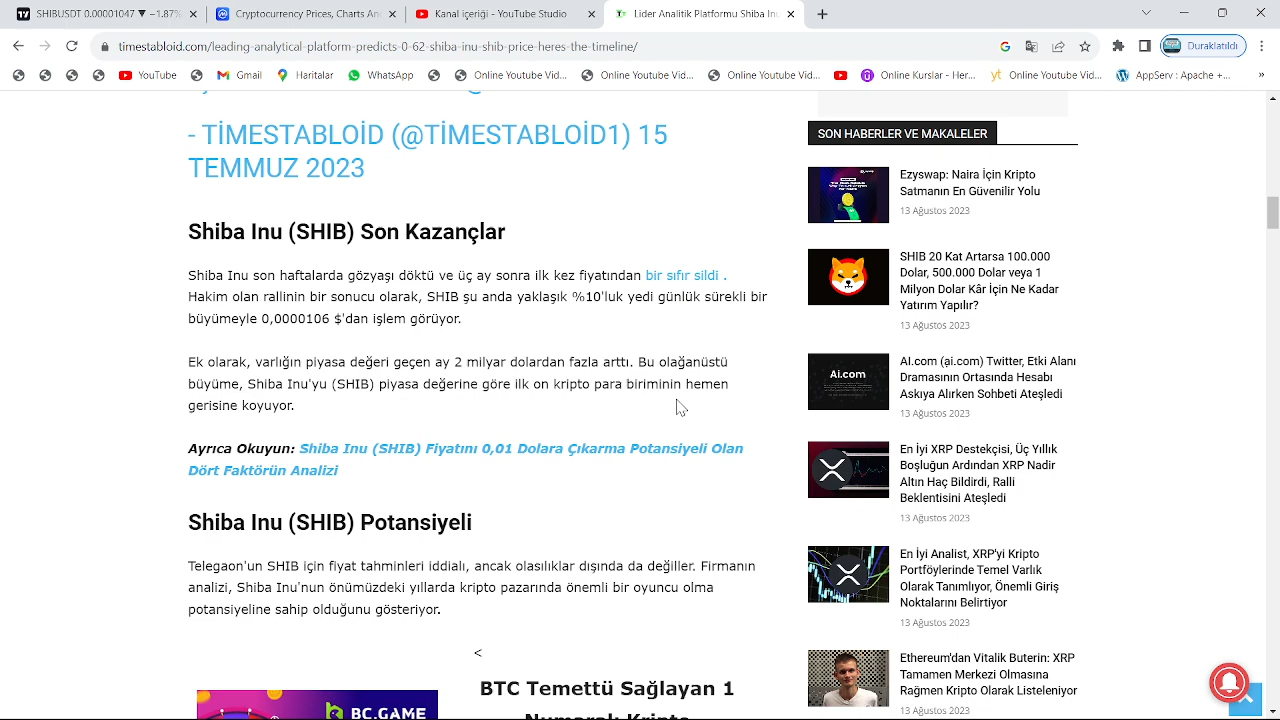 SHIBUSDT 0.00001047 ▼ −1.87%
Coinbase
Kanal içeriği - YouTube Studio
Lider Analitik Platformu Shiba Inu
timestabloid.com/leading-analytical-platform-predicts-0-62-shiba-inu-shib-price-heres-the-timeline/
Duraklatıldı
YouTube
Gmail
Haritalar
WhatsApp
Online Youtube Vid...
Online Youtube Vid...
Online Youtube Vid...
Online Kurslar - Her...
Online Youtube Vid...
AppServ : Apache +...
- TİMESTABLOİD (@TİMESTABLOİD1) 15
TEMMUZ 2023
Shiba Inu (SHIB) Son Kazançlar
Shiba Inu son haftalarda gözyaşı döktü ve üç ay sonra ilk kez fiyatından bir sıfır sildi .
Hakim olan rallinin bir sonucu olarak, SHIB şu anda yaklaşık %10'luk yedi günlük sürekli bir
büyümeyle 0,0000106 $'dan işlem görüyor.
Ek olarak, varlığın piyasa değeri geçen ay 2 milyar dolardan fazla arttı. Bu olağanüstü
büyüme, Shiba Inu'yu (SHIB) piyasa değerine göre ilk on kripto para biriminin hemen
gerisine koyuyor.
Ayrıca Okuyun: Shiba Inu (SHIB) Fiyatını 0,01 Dolara Çıkarma Potansiyeli Olan
Dört Faktörün Analizi
Shiba Inu (SHIB) Potansiyeli
Telegaon'un SHIB için fiyat tahminleri iddialı, ancak olasılıklar dışında da değiller. Firmanın
analizi, Shiba Inu'nun önümüzdeki yıllarda kripto pazarında önemli bir oyuncu olma
potansiyeline sahip olduğunu gösteriyor.
<
BTC Temettü Sağlayan 1
Numaralı Kripto
BC.GAME
SON HABERLER VE MAKALELER
Ezyswap: Naira İçin Kripto
Satmanın En Güvenilir Yolu
13 Ağustos 2023
SHIB 20 Kat Artarsa 100.000
Dolar, 500.000 Dolar veya 1
Milyon Dolar Kâr İçin Ne Kadar
Yatırım Yapılır?
13 Ağustos 2023
Ai.com
AI.com (ai.com) Twitter, Etki Alanı
Dramasının Ortasında Hesabı
Askıya Alırken Sohbeti Ateşledi
13 Ağustos 2023
En İyi XRP Destekçisi, Üç Yıllık
Boşluğun Ardından XRP Nadir
Altın Haç Bildirdi, Ralli
Beklentisini Ateşledi
13 Ağustos 2023
En İyi Analist, XRP'yi Kripto
Portföylerinde Temel Varlık
Olarak Tanımlıyor, Önemli Giriş
Noktalarını Belirtiyor
13 Ağustos 2023
Ethereum'dan Vitalik Buterin: XRP
Tamamen Merkezi Olmasına
Rağmen Kripto Olarak Listeleniyor
13 Ağustos 2023